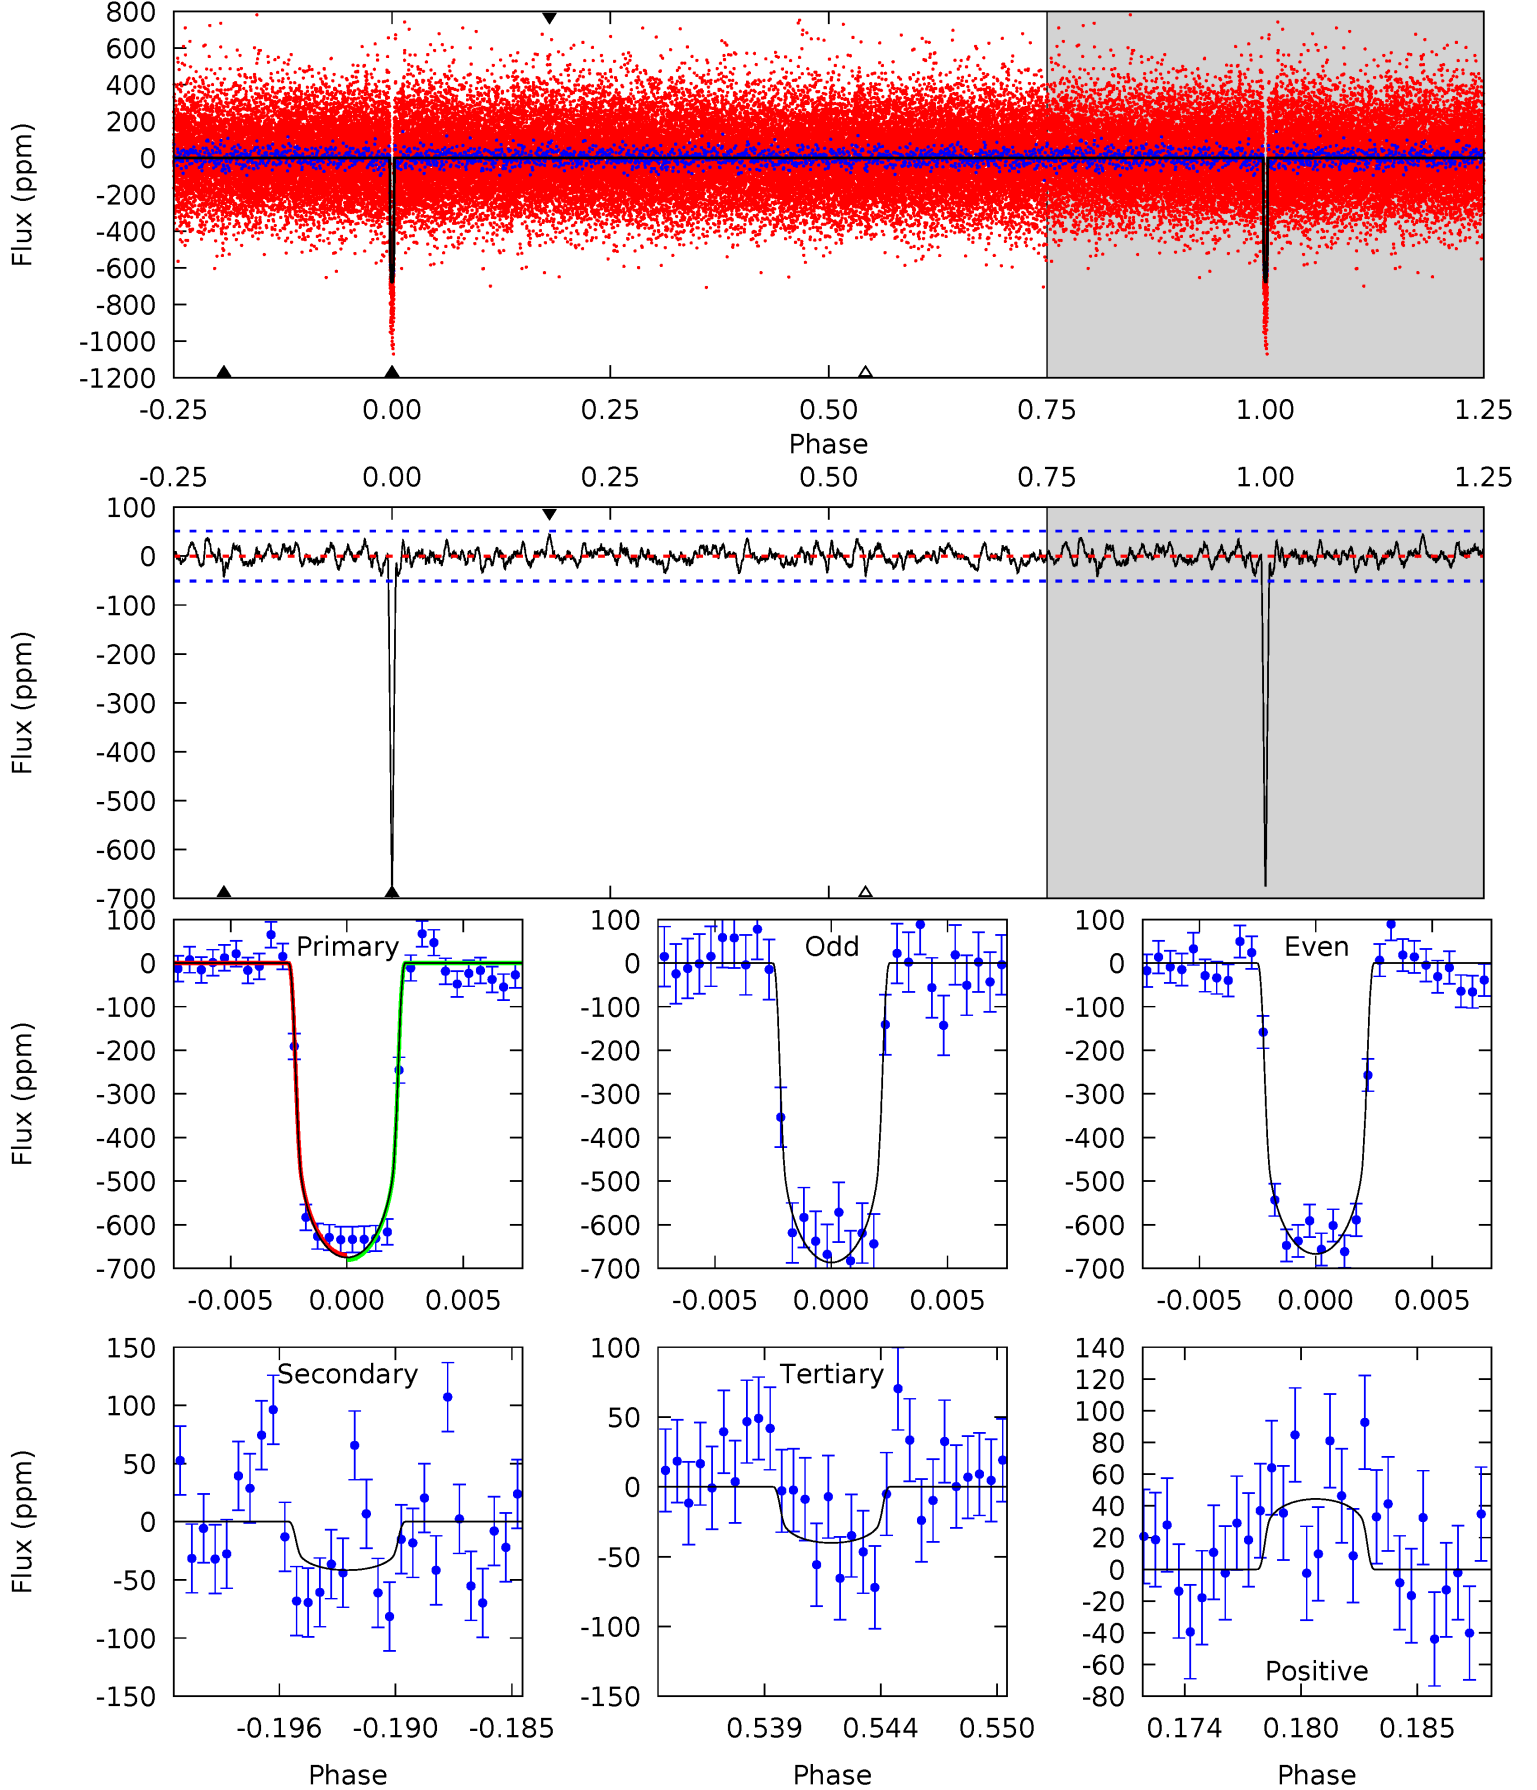 800
600
400
200
0
-200
-400
-600
-800
-1000
-1200
Flux (ppm)
-0.25 0.00 0.25 0.50 0.75 1.00 1.25
Phase
-0.25 0.00 0.25 0.50 0.75 1.00 1.25
100
0
-100
-200
-300
-400
-500
-600
-700
Flux (ppm)
Primary
Odd
Even
100 100 100
0 0 0
-100 -100 -100
-200 -200 -200
-300 -300 -300
-400 -400 -400
-500 -500 -500
-600 -600 -600
-700 -700 -700
Flux (ppm)
-0.005 0.000 0.005 -0.005 0.000 0.005 -0.005 0.000 0.005
Secondary
150
100
50
0
-50
-100
-150
Flux (ppm)
-0.196 -0.190 -0.185
Phase
Tertiary
100
50
0
-50
-100
-150
0.539 0.544 0.550
Phase
140
120
100
80
60
40
20
0
-20
-40
-60
-80
Positive
0.174 0.180 0.185
Phase